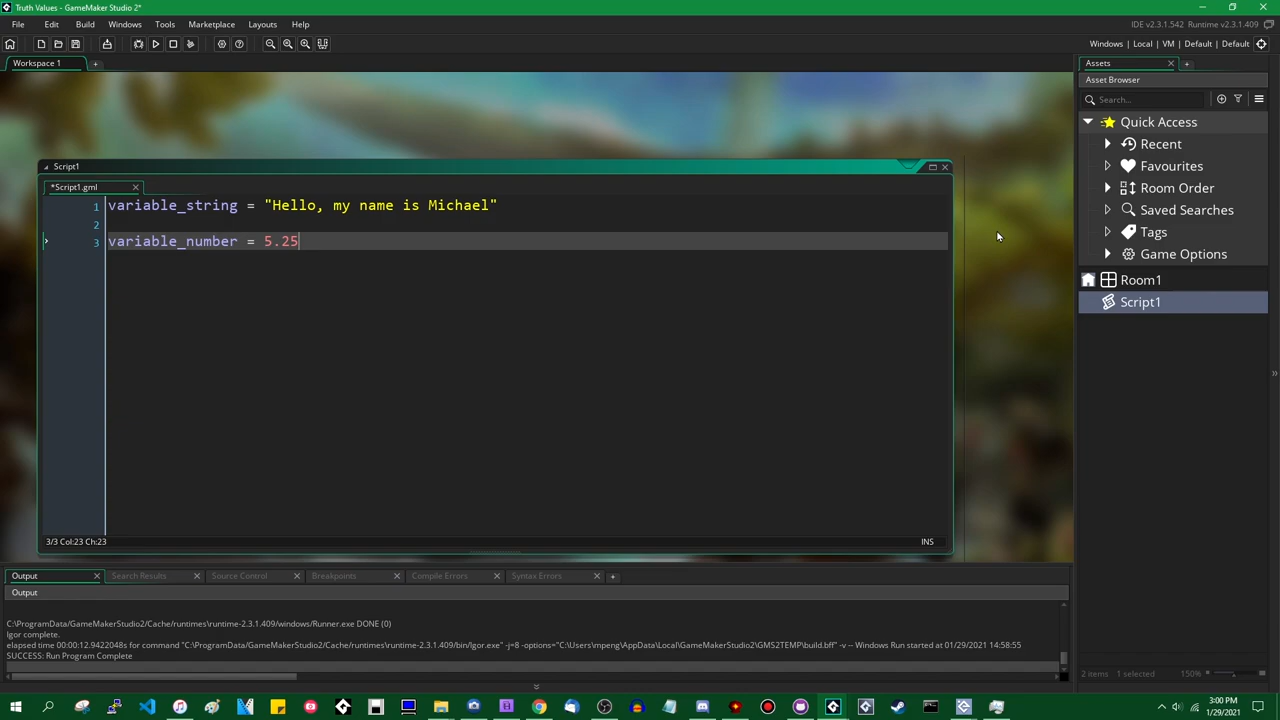 Truth Values - GameMaker Studio 2*
File Edit Build Windows Tools Marketplace Layouts Help
IDE v2.3.1.542 Runtime v2.3.1.409
Windows | Local | VM | Default | Default
Workspace 1
Assets
Asset Browser
Search...
Quick Access
Recent
Favourites
Room Order
Saved Searches
Tags
Game Options
Room1
Script1
2 items 1 selected 150%
Script1
*Script1.gml
1 variable_string = "Hello, my name is Michael"
2
3 variable_number = 5.25
3/3 Col:23 Ch:23 INS
Output Search Results Source Control Breakpoints Compile Errors Syntax Errors
Output
C:\ProgramData/GameMakerStudio2/Cache/runtimes\runtime-2.3.1.409/windows/Runner.exe DONE (0)
Igor complete.
elapsed time 00:00:12.9422048s for command "C:\ProgramData/GameMakerStudio2/Cache/runtimes\runtime-2.3.1.409/bin/Igor.exe" -j=8 -options="C:\Users\mpeng\AppData\Local\GameMakerStudio2\GMS2TEMP\build.bff" -v -- Windows Run started at 01/29/2021 14:58:55
SUCCESS: Run Program Complete
3:00 PM
1/29/2021